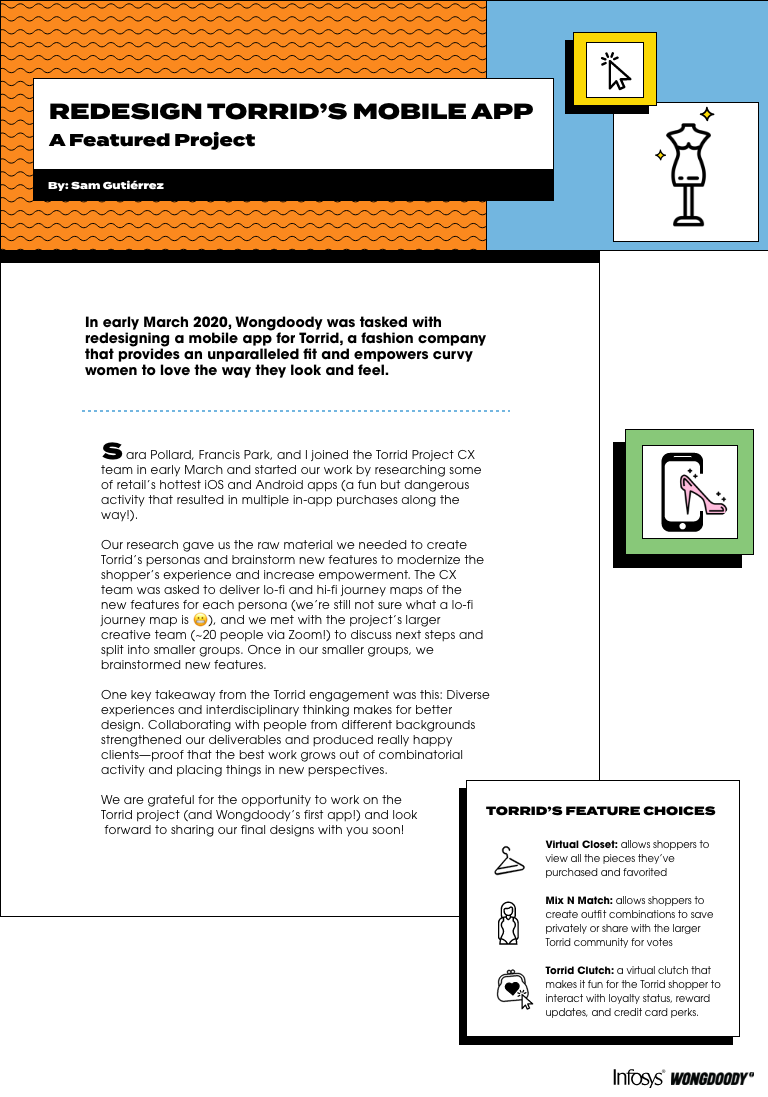 REDESIGN TORRID'S MOBILE APP
A Featured Project
By: Sam Gutiérrez
In early March 2020, Wongdoody was tasked with
redesigning a mobile app for Torrid, a fashion company
that provides an unparalleled fit and empowers curvy
women to love the way they look and feel.
Sara Pollard, Francis Park, and I joined the Torrid Project CX
team in early March and started our work by researching some
of retail's hottest iOS and Android apps (a fun but dangerous
activity that resulted in multiple in-app purchases along the
way!).
Our research gave us the raw material we needed to create
Torrid's personas and brainstorm new features to modernize the
shopper's experience and increase empowerment. The CX
team was asked to deliver lo-fi and hi-fi journey maps of the
new features for each persona (we're still not sure what a lo-fi
journey map is 😬), and we met with the project's larger
creative team (~20 people via Zoom!) to discuss next steps and
split into smaller groups. Once in our smaller groups, we
brainstormed new features.
One key takeaway from the Torrid engagement was this: Diverse
experiences and interdisciplinary thinking makes for better
design. Collaborating with people from different backgrounds
strengthened our deliverables and produced really happy
clients—proof that the best work grows out of combinatorial
activity and placing things in new perspectives.
We are grateful for the opportunity to work on the
Torrid project (and Wongdoody's first app!) and look
forward to sharing our final designs with you soon!
TORRID'S FEATURE CHOICES
Virtual Closet: allows shoppers to
view all the pieces they've
purchased and favorited
Mix N Match: allows shoppers to
create outfit combinations to save
privately or share with the larger
Torrid community for votes
Torrid Clutch: a virtual clutch that
makes it fun for the Torrid shopper to
interact with loyalty status, reward
updates, and credit card perks.
Infosys® WONGDOODY